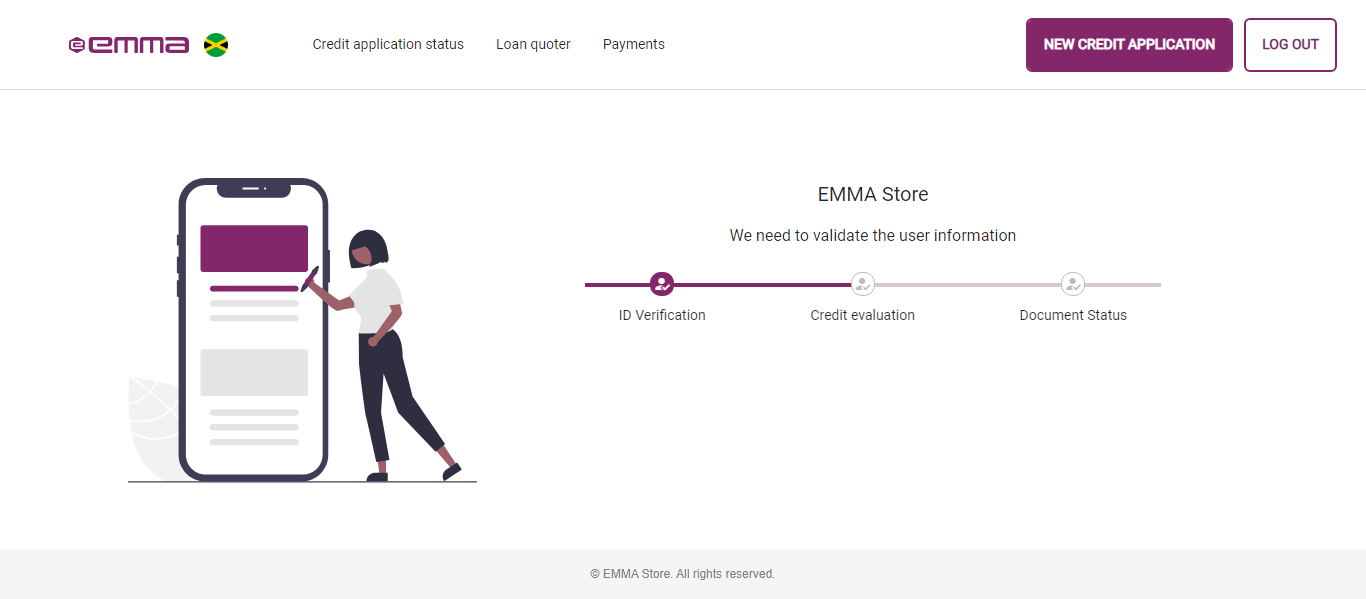 emma
Credit application status
Loan quoter
Payments
NEW CREDIT APPLICATION
LOG OUT
EMMA Store
We need to validate the user information
ID Verification
Credit evaluation
Document Status
© EMMA Store. All rights reserved.